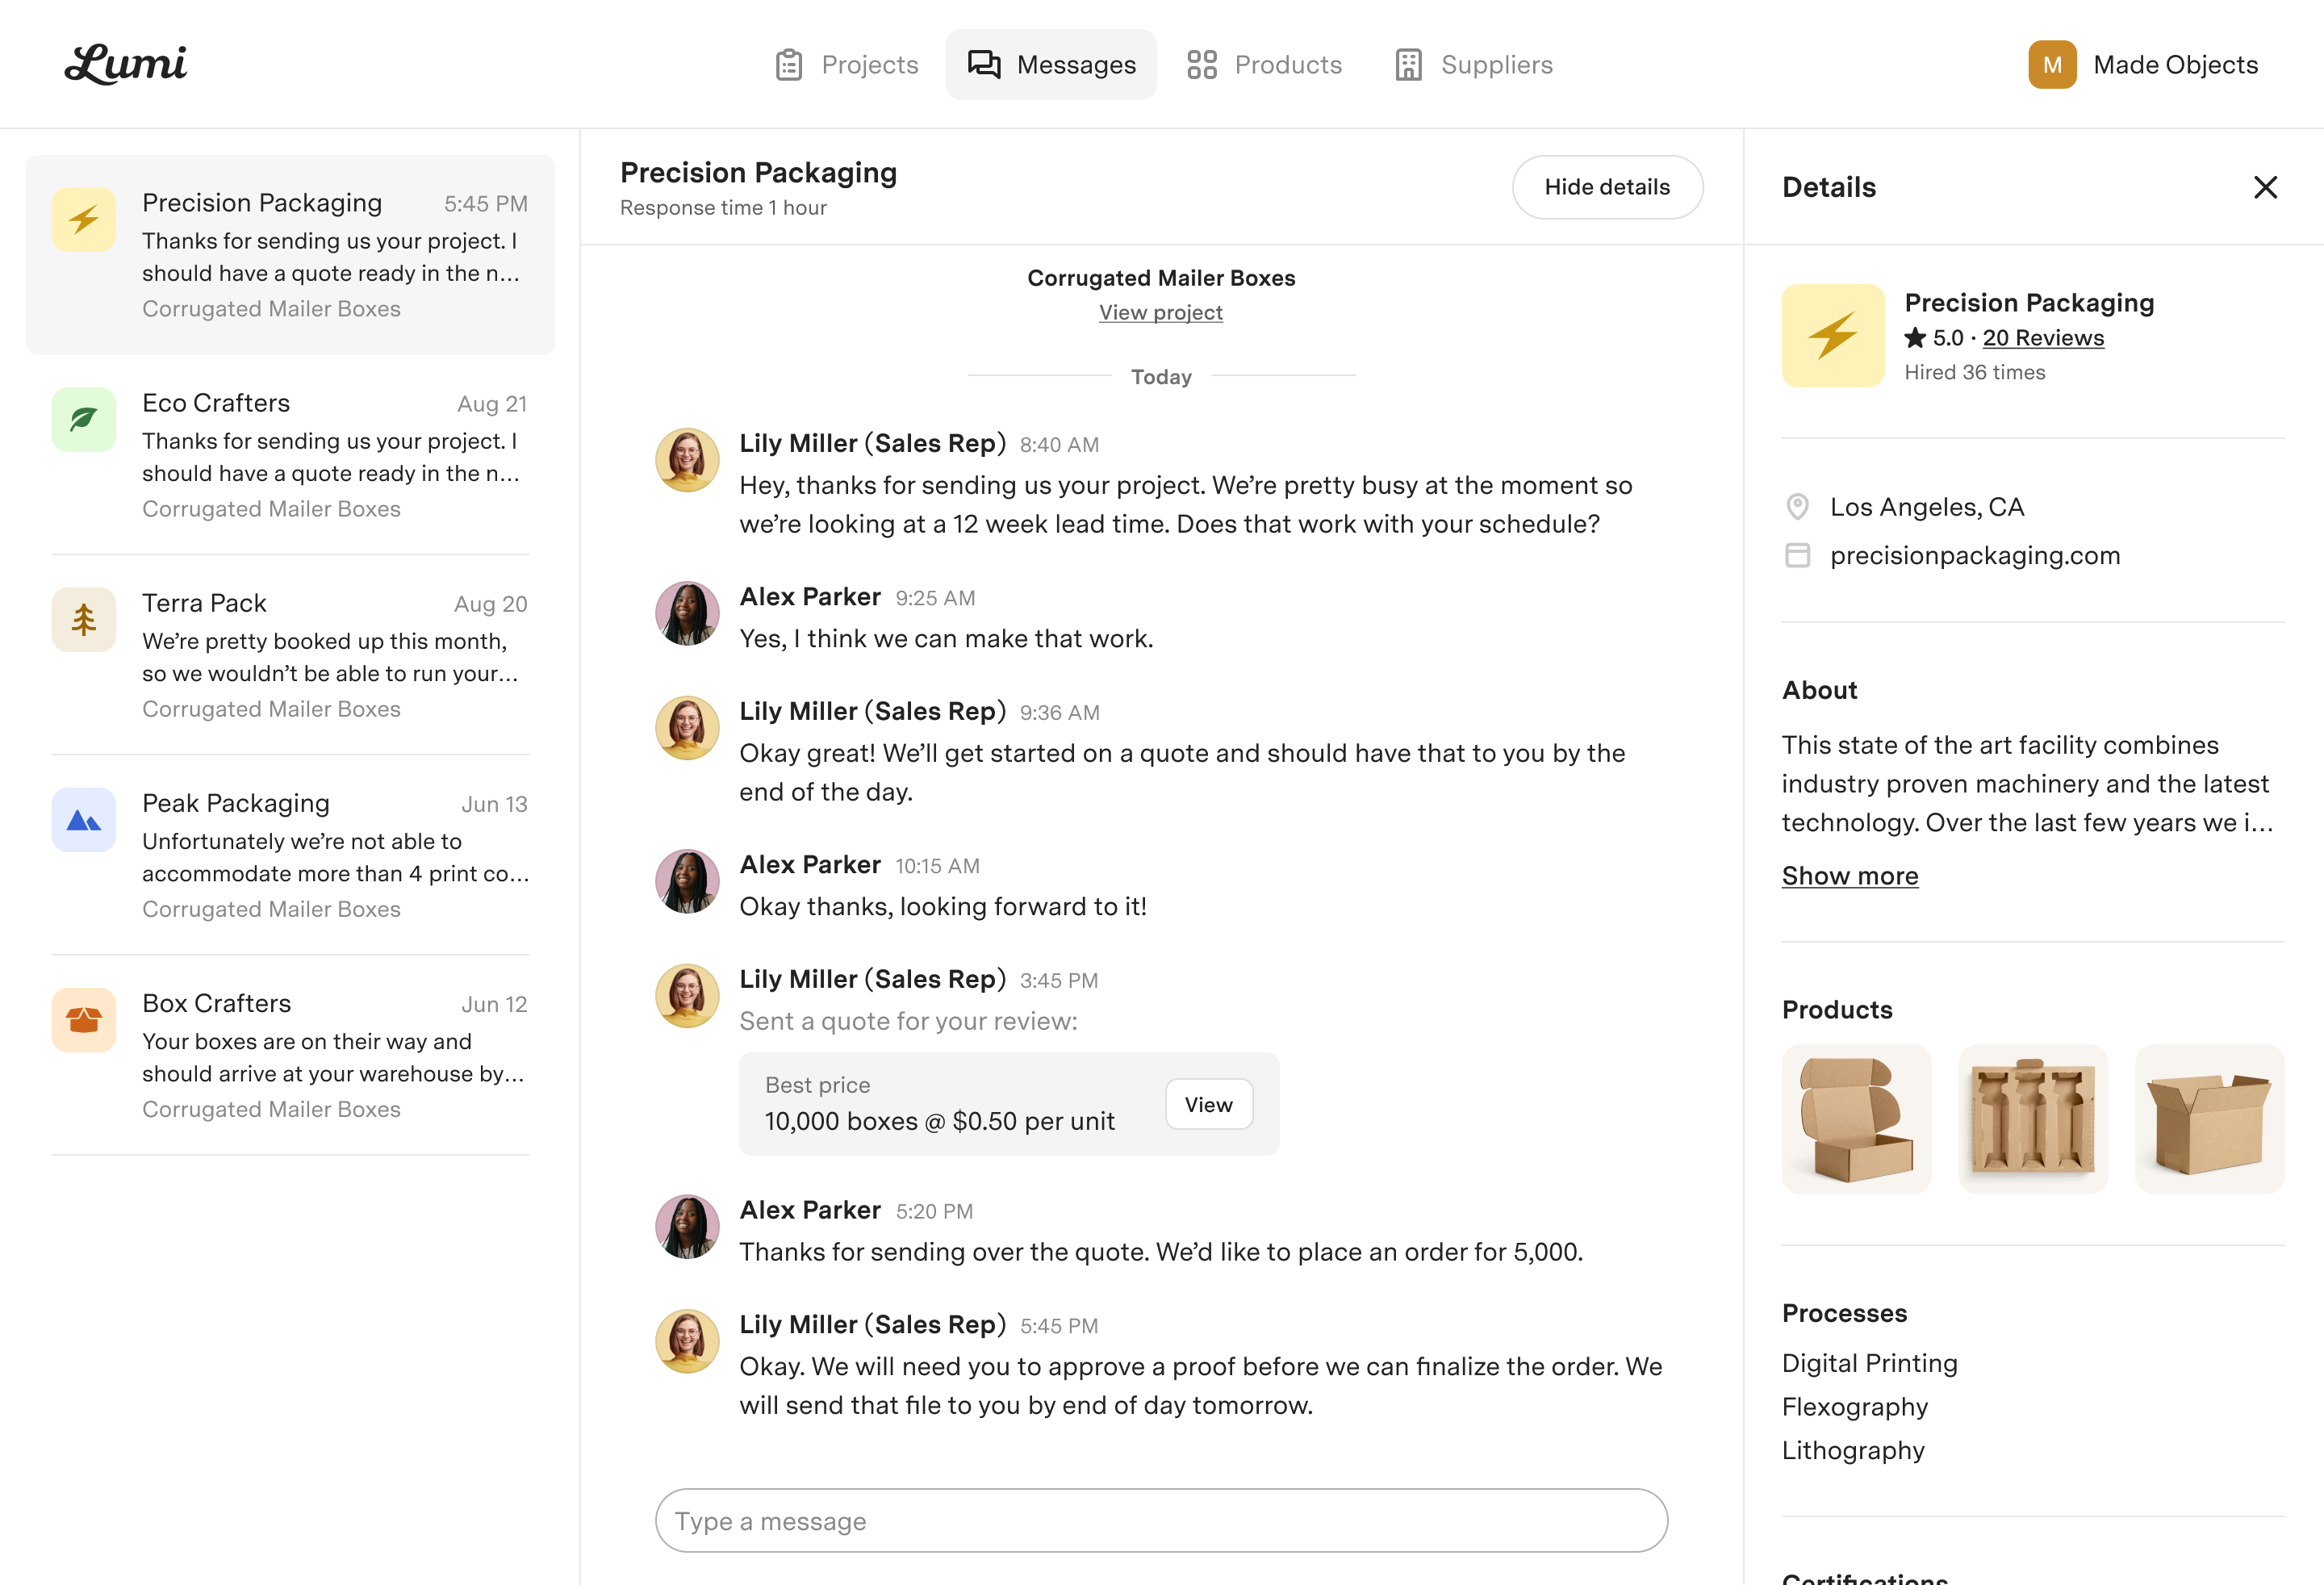 Lumi
Projects
Messages
Products
Suppliers
M
Made Objects
Precision Packaging 5:45 PM
Thanks for sending us your project. I
should have a quote ready in the n...
Corrugated Mailer Boxes
Eco Crafters Aug 21
Thanks for sending us your project. I
should have a quote ready in the n...
Corrugated Mailer Boxes
Terra Pack Aug 20
We're pretty booked up this month,
so we wouldn't be able to run your...
Corrugated Mailer Boxes
Peak Packaging Jun 13
Unfortunately we're not able to
accommodate more than 4 print co...
Corrugated Mailer Boxes
Box Crafters Jun 12
Your boxes are on their way and
should arrive at your warehouse by...
Corrugated Mailer Boxes
Precision Packaging
Response time 1 hour
Hide details
Corrugated Mailer Boxes
View project
Today
Lily Miller (Sales Rep) 8:40 AM
Hey, thanks for sending us your project. We're pretty busy at the moment so
we're looking at a 12 week lead time. Does that work with your schedule?
Alex Parker 9:25 AM
Yes, I think we can make that work.
Lily Miller (Sales Rep) 9:36 AM
Okay great! We'll get started on a quote and should have that to you by the
end of the day.
Alex Parker 10:15 AM
Okay thanks, looking forward to it!
Lily Miller (Sales Rep) 3:45 PM
Sent a quote for your review:
Best price
10,000 boxes @ $0.50 per unit
View
Alex Parker 5:20 PM
Thanks for sending over the quote. We'd like to place an order for 5,000.
Lily Miller (Sales Rep) 5:45 PM
Okay. We will need you to approve a proof before we can finalize the order. We
will send that file to you by end of day tomorrow.
Type a message
Details
Precision Packaging
5.0 · 20 Reviews
Hired 36 times
Los Angeles, CA
precisionpackaging.com
About
This state of the art facility combines
industry proven machinery and the latest
technology. Over the last few years we i...
Show more
Products
Processes
Digital Printing
Flexography
Lithography
Certifications